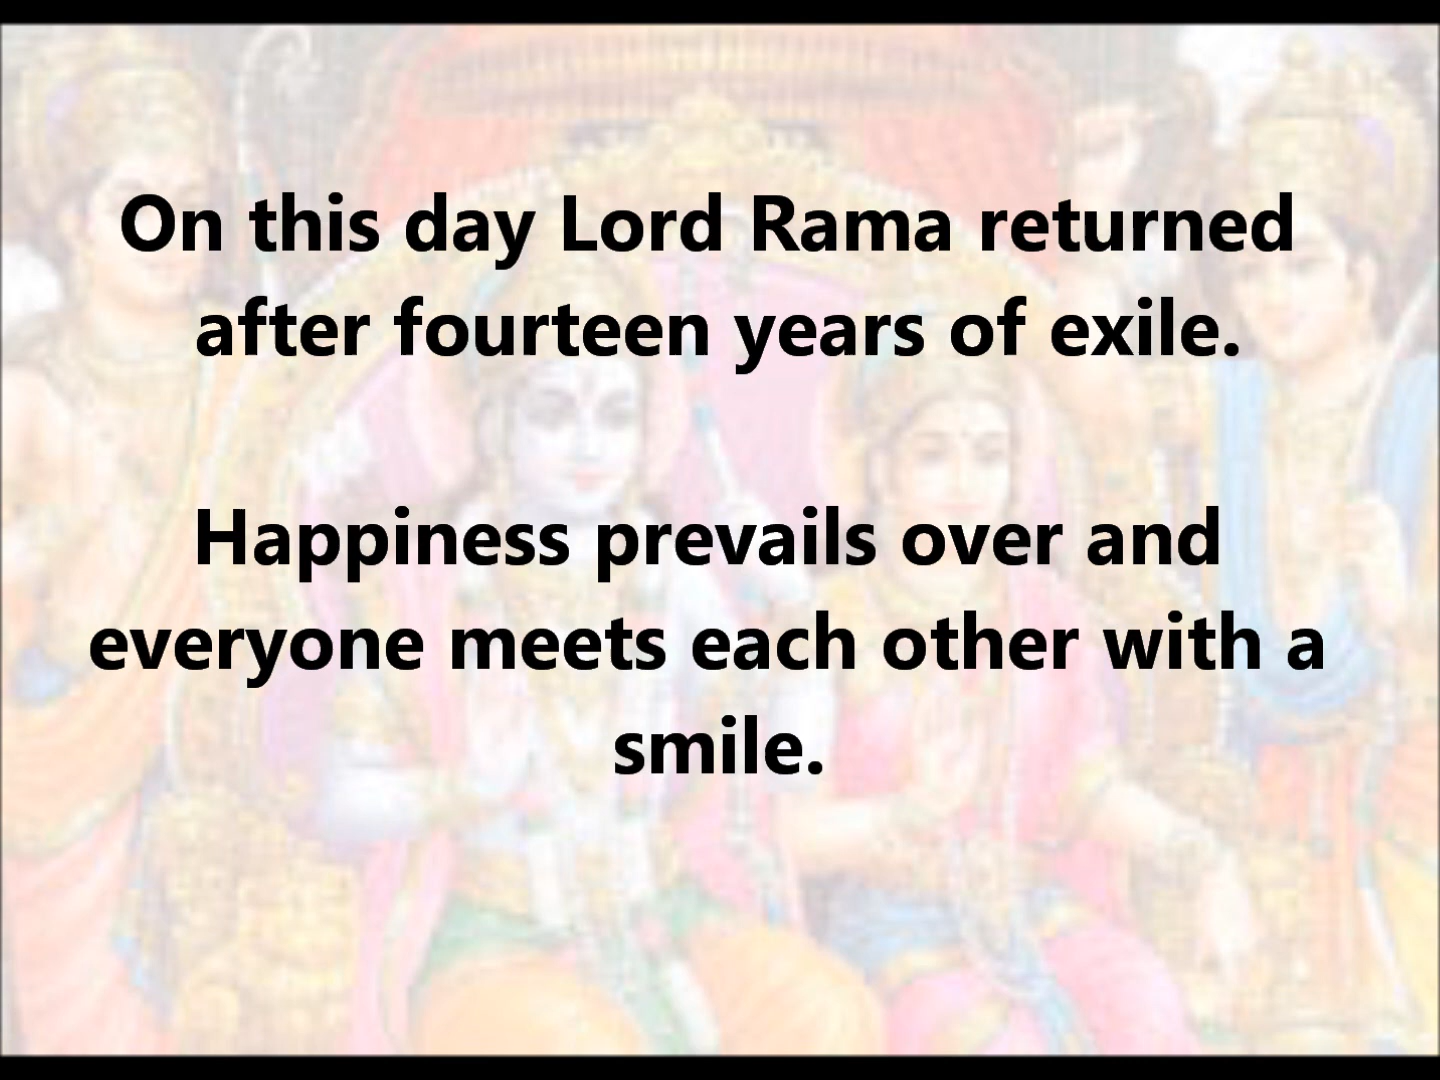 On this day Lord Rama returned
after fourteen years of exile.
Happiness prevails over and
everyone meets each other with a
smile.